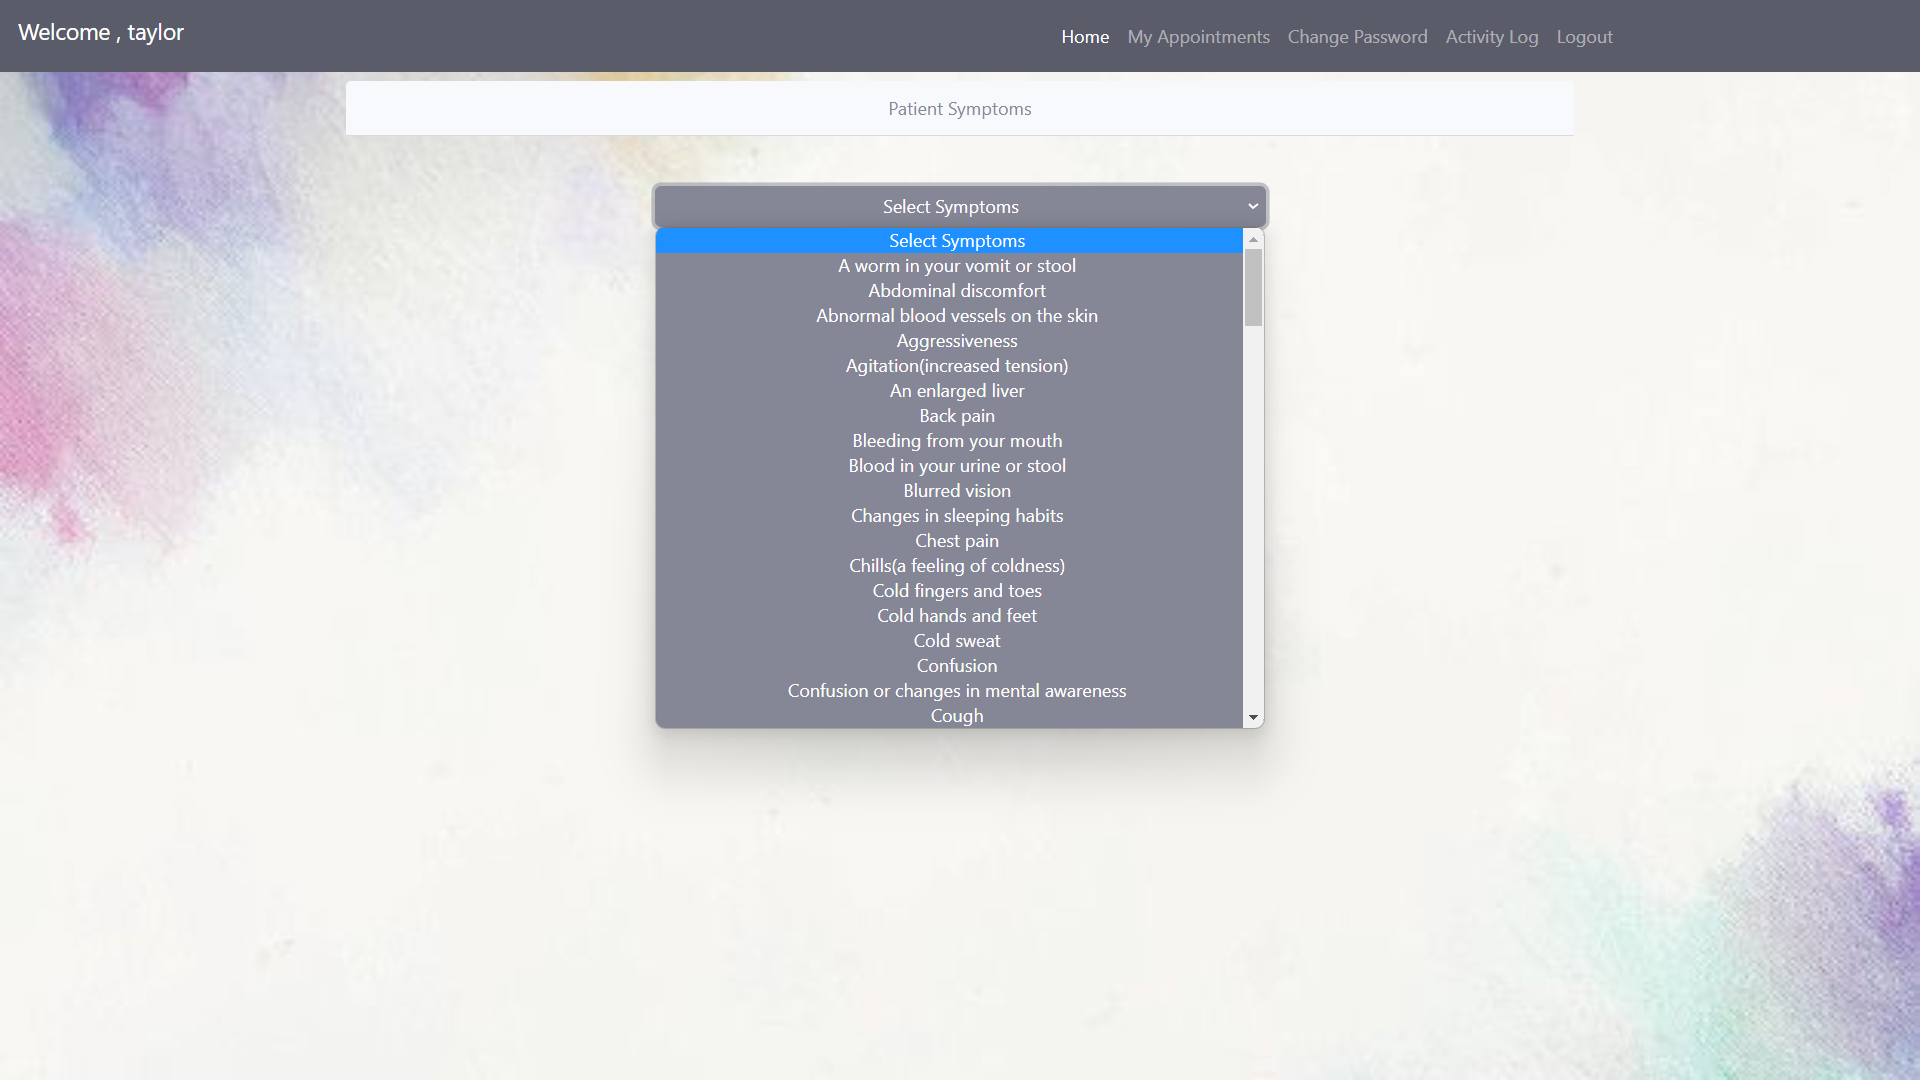 Welcome , taylor
Home My Appointments Change Password Activity Log Logout
Patient Symptoms
Select Symptoms
Select Symptoms
A worm in your vomit or stool
Abdominal discomfort
Abnormal blood vessels on the skin
Aggressiveness
Agitation(increased tension)
An enlarged liver
Back pain
Bleeding from your mouth
Blood in your urine or stool
Blurred vision
Changes in sleeping habits
Chest pain
Chills(a feeling of coldness)
Cold fingers and toes
Cold hands and feet
Cold sweat
Confusion
Confusion or changes in mental awareness
Cough